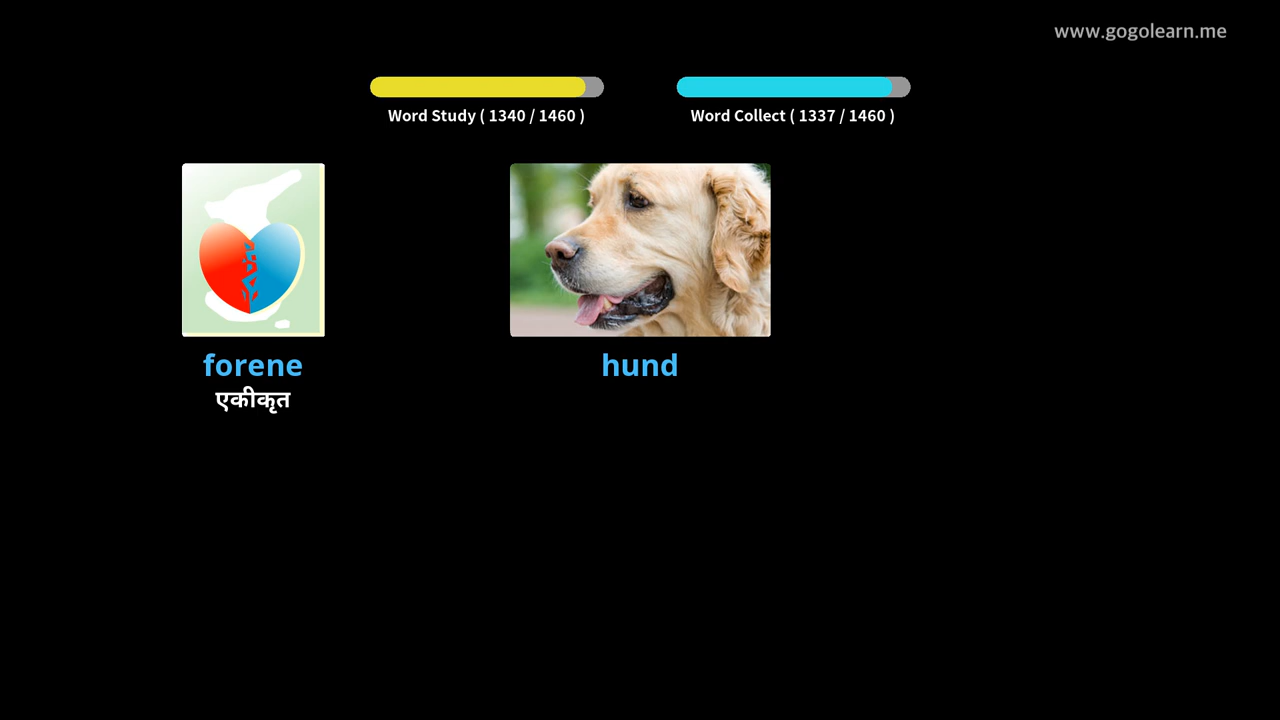 www.gogolearn.me
Word Study ( 1340 / 1460 )
Word Collect ( 1337 / 1460 )
forene
एकीकृत
hund